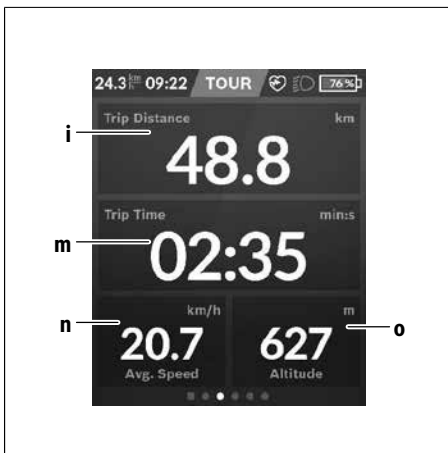 24.3 km/h 09:22 TOUR 76 %
Trip Distance km
i
48.8
Trip Time min:s
m
02:35
km/h m
n
o
20.7 627
Avg. Speed Altitude